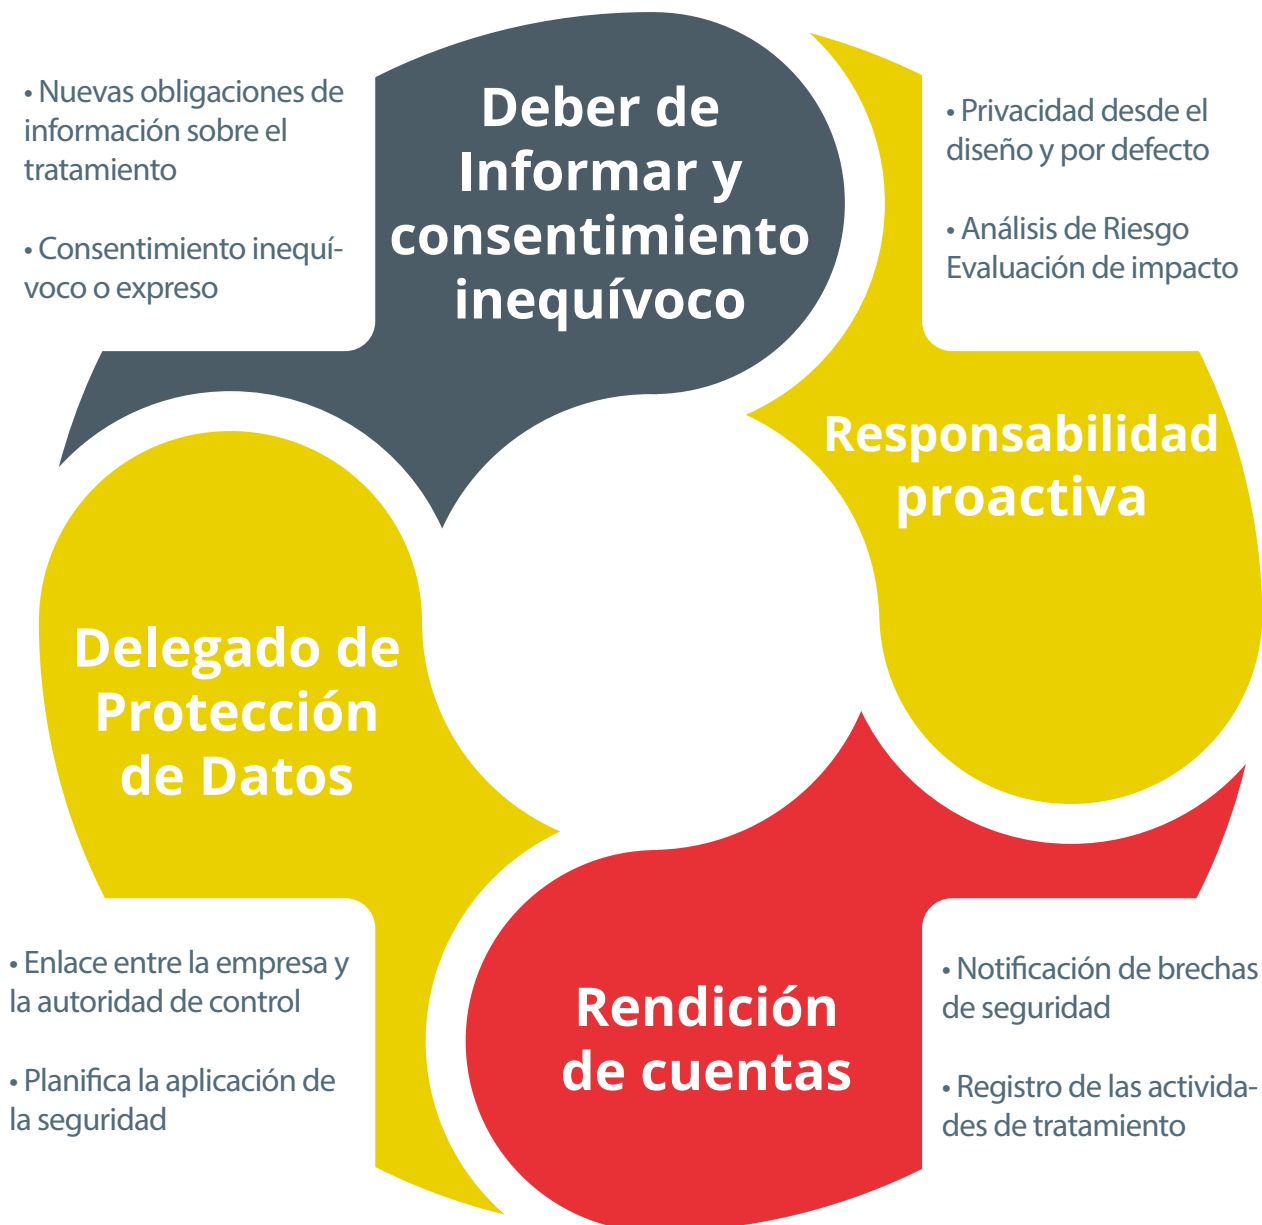 • Nuevas obligaciones de
información sobre el
tratamiento
• Consentimiento inequí-
voco o expreso
Deber de
Informar y
consentimiento
inequívoco
• Privacidad desde el
diseño y por defecto
• Análisis de Riesgo
Evaluación de impacto
Responsabilidad
proactiva
Delegado de
Protección
de Datos
• Enlace entre la empresa y
la autoridad de control
• Planifica la aplicación de
la seguridad
Rendición
de cuentas
• Notificación de brechas
de seguridad
• Registro de las activida-
des de tratamiento